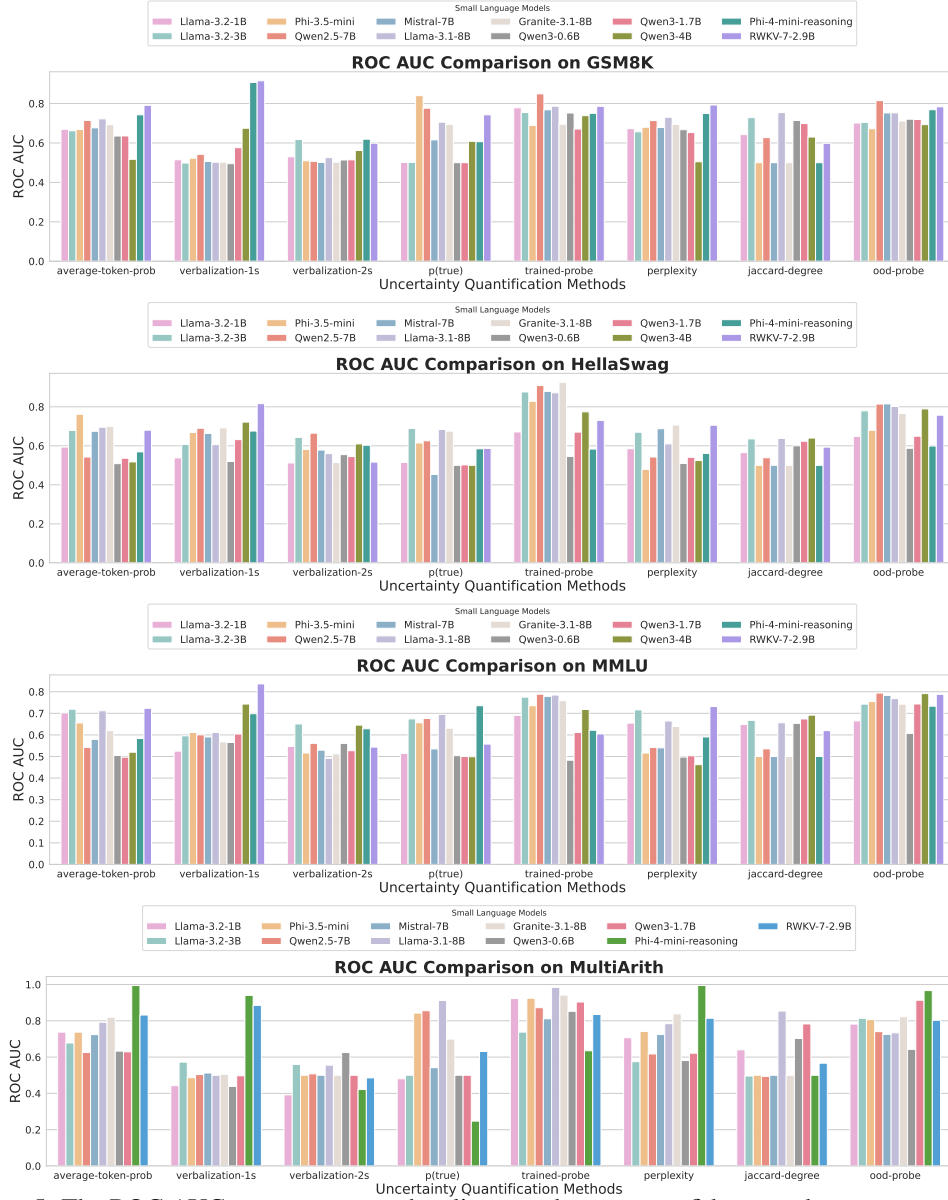 Small Language Models
Llama-3.2-1B Phi-3.5-mini Mistral-7B Granite-3.1-8B Qwen3-1.7B Phi-4-mini-reasoning
Llama-3.2-3B Qwen2.5-7B Llama-3.1-8B Qwen3-0.6B Qwen3-4B RWKV-7-2.9B
ROC AUC Comparison on GSM8K
ROC AUC
0.8
0.6
0.4
0.2
0.0
average-token-prob verbalization-1s verbalization-2s p(true) trained-probe perplexity jaccard-degree ood-probe
Uncertainty Quantification Methods
Small Language Models
Llama-3.2-1B Phi-3.5-mini Mistral-7B Granite-3.1-8B Qwen3-1.7B Phi-4-mini-reasoning
Llama-3.2-3B Qwen2.5-7B Llama-3.1-8B Qwen3-0.6B Qwen3-4B RWKV-7-2.9B
ROC AUC Comparison on HellaSwag
ROC AUC
0.8
0.6
0.4
0.2
0.0
average-token-prob verbalization-1s verbalization-2s p(true) trained-probe perplexity jaccard-degree ood-probe
Uncertainty Quantification Methods
Small Language Models
Llama-3.2-1B Phi-3.5-mini Mistral-7B Granite-3.1-8B Qwen3-1.7B Phi-4-mini-reasoning
Llama-3.2-3B Qwen2.5-7B Llama-3.1-8B Qwen3-0.6B Qwen3-4B RWKV-7-2.9B
ROC AUC Comparison on MMLU
ROC AUC
0.8
0.7
0.6
0.5
0.4
0.3
0.2
0.1
0.0
average-token-prob verbalization-1s verbalization-2s p(true) trained-probe perplexity jaccard-degree ood-probe
Uncertainty Quantification Methods
Small Language Models
Llama-3.2-1B Phi-3.5-mini Mistral-7B Granite-3.1-8B Qwen3-1.7B RWKV-7-2.9B
Llama-3.2-3B Qwen2.5-7B Llama-3.1-8B Qwen3-0.6B Phi-4-mini-reasoning
ROC AUC Comparison on MultiArith
ROC AUC
1.0
0.8
0.6
0.4
0.2
0.0
average-token-prob verbalization-1s verbalization-2s p(true) trained-probe perplexity jaccard-degree ood-probe
Uncertainty Quantification Methods